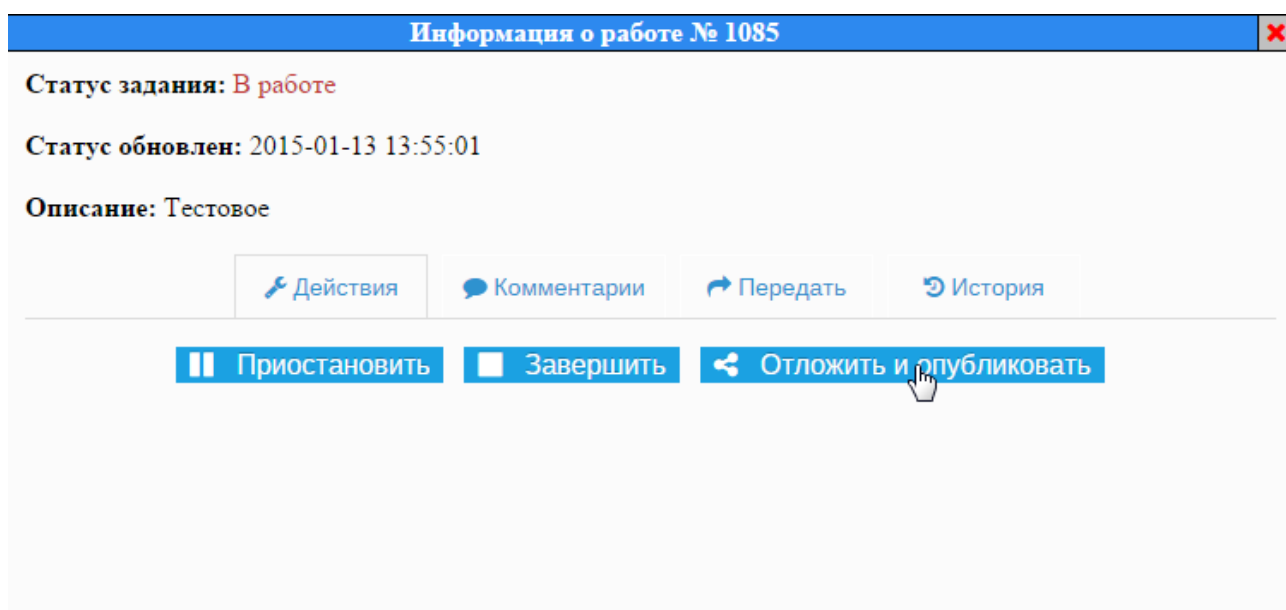 Информация о работе № 1085
Статус задания: В работе
Статус обновлен: 2015-01-13 13:55:01
Описание: Тестовое
Действия Комментарии Передать История
Приостановить Завершить Отложить и опубликовать